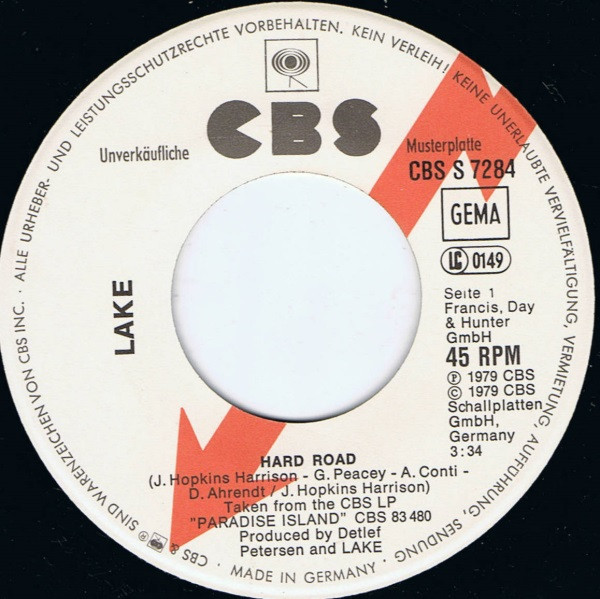 CBS & [CBS] ® SIND WARENZEICHEN VON CBS INC. · ALLE URHEBER- UND LEISTUNGSSCHUTZRECHTE VORBEHALTEN. KEIN VERLEIH! KEINE UNERLAUBTE VERVIELFÄLTIGUNG, VERMIETUNG, AUFFÜHRUNG, SENDUNG
CBS
Unverkäufliche
Musterplatte
CBS S 7284
GEMA
LC 0149
LAKE
Seite 1
Francis, Day
& Hunter
GmbH
45 RPM
Ⓟ 1979 CBS
© 1979 CBS
Schallplatten
GmbH,
Germany
3:34
HARD ROAD
(J. Hopkins Harrison - G. Peacey - A. Conti -
D. Ahrendt / J. Hopkins Harrison)
Taken from the CBS LP
"PARADISE ISLAND" CBS 83 480
Produced by Detlef
Petersen and LAKE
· MADE IN GERMANY ·